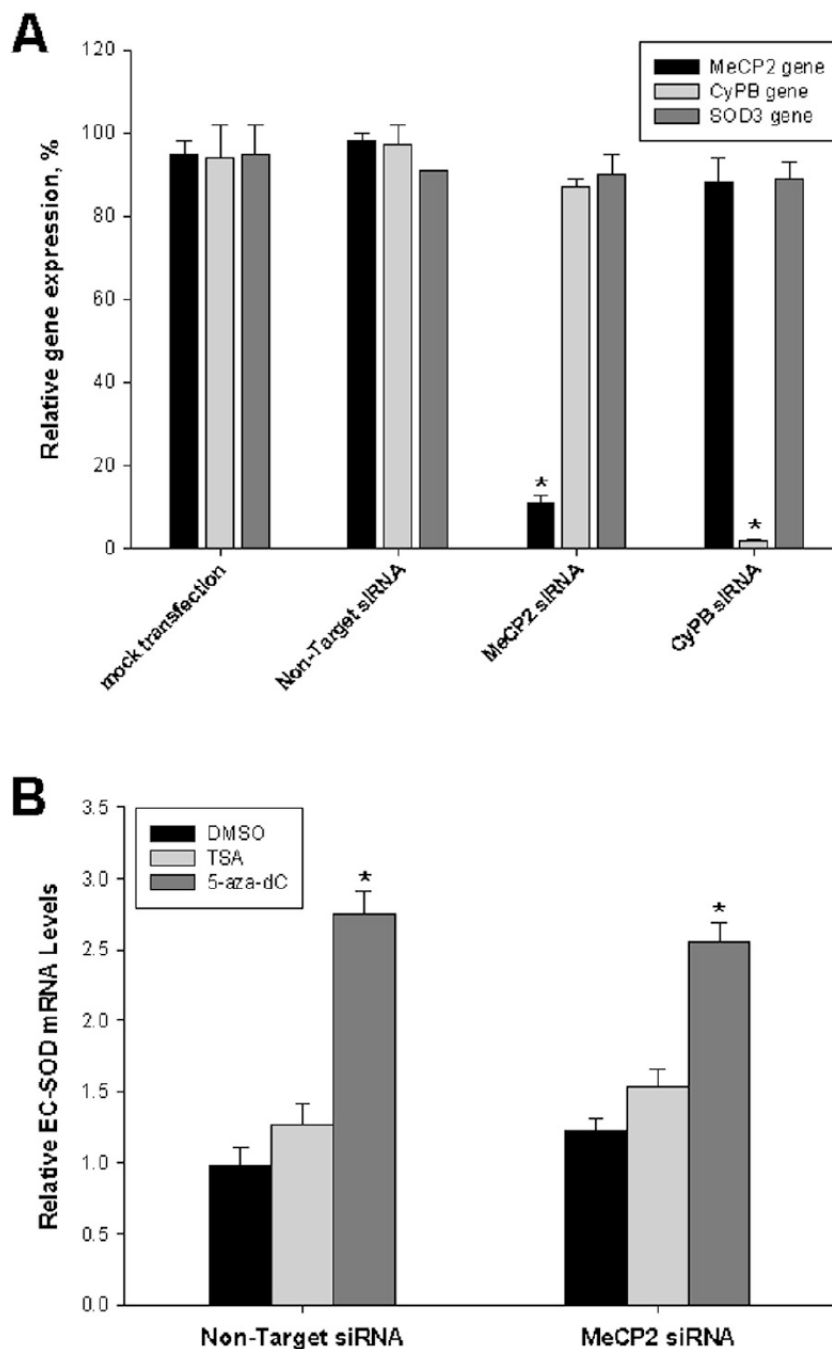 A
120
100
80
60
40
20
0
Relative gene expression, %
MeCP2 gene
CyPB gene
SOD3 gene
*
*
mock transfection
Non-Target siRNA
MeCP2 siRNA
CyPB siRNA
B
3.5
3.0
2.5
2.0
1.5
1.0
0.5
0.0
Relative EC-SOD mRNA Levels
DMSO
TSA
5-aza-dC
*
*
Non-Target siRNA
MeCP2 siRNA